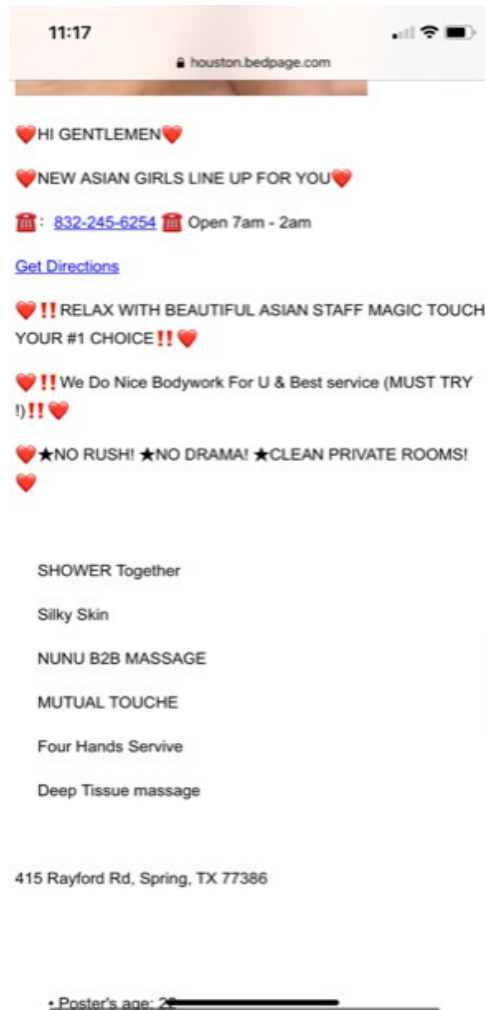 11:17
houston.bedpage.com
❤️HI GENTLEMEN❤️
❤️NEW ASIAN GIRLS LINE UP FOR YOU❤️
☎️: 832-245-6254 ☎️ Open 7am - 2am
Get Directions
❤️‼️RELAX WITH BEAUTIFUL ASIAN STAFF MAGIC TOUCH
YOUR #1 CHOICE‼️❤️
❤️‼️We Do Nice Bodywork For U & Best service (MUST TRY
!)‼️❤️
❤️★NO RUSH! ★NO DRAMA! ★CLEAN PRIVATE ROOMS!
❤️
SHOWER Together
Silky Skin
NUNU B2B MASSAGE
MUTUAL TOUCHE
Four Hands Servive
Deep Tissue massage
415 Rayford Rd, Spring, TX 77386
• Poster's age: